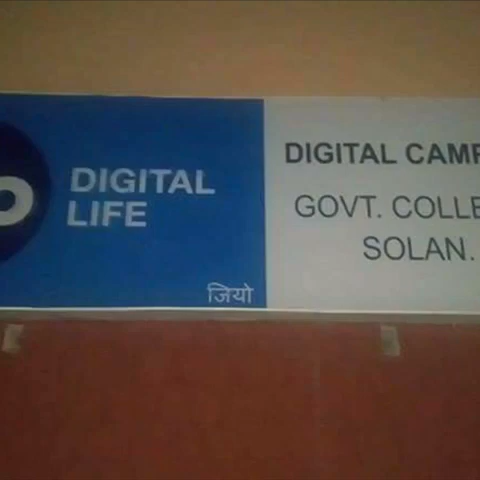 o
DIGITAL
LIFE
जियो
DIGITAL CAMP
GOVT. COLLE
SOLAN.